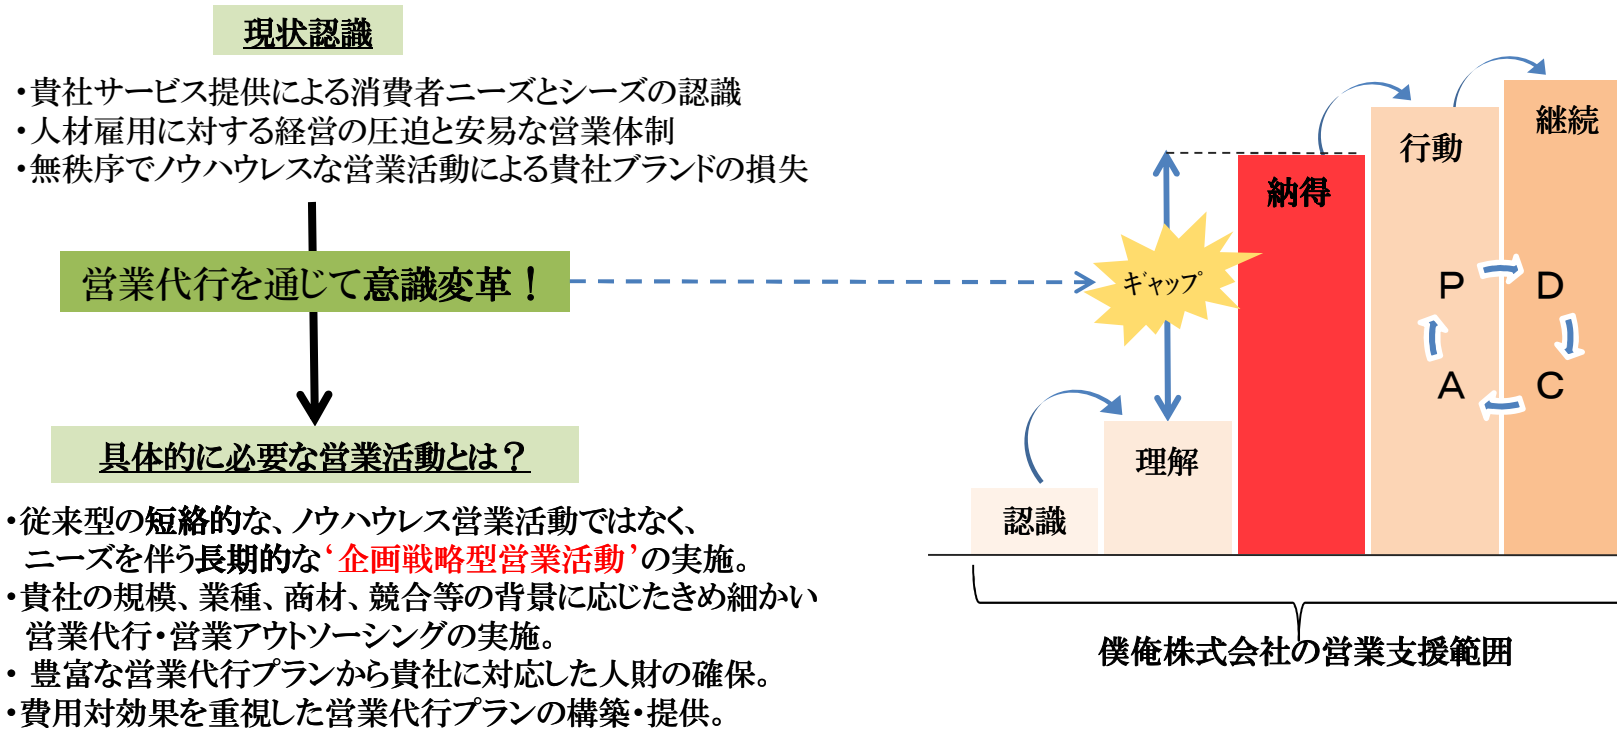 現状認識
・貴社サービス提供による消費者ニーズとシーズの認識
・人材雇用に対する経営の圧迫と安易な営業体制
・無秩序でノウハウレスな営業活動による貴社ブランドの損失
営業代行を通じて意識変革！
具体的に必要な営業活動とは？
・従来型の短絡的な、ノウハウレス営業活動ではなく、
ニーズを伴う長期的な‘企画戦略型営業活動’の実施。
・貴社の規模、業種、商材、競合等の背景に応じたきめ細かい
営業代行・営業アウトソーシングの実施。
・ 豊富な営業代行プランから貴社に対応した人財の確保。
・費用対効果を重視した営業代行プランの構築・提供。
継続
行動
納得
ギャップ
理解
認識
P D
A C
僕俺株式会社の営業支援範囲